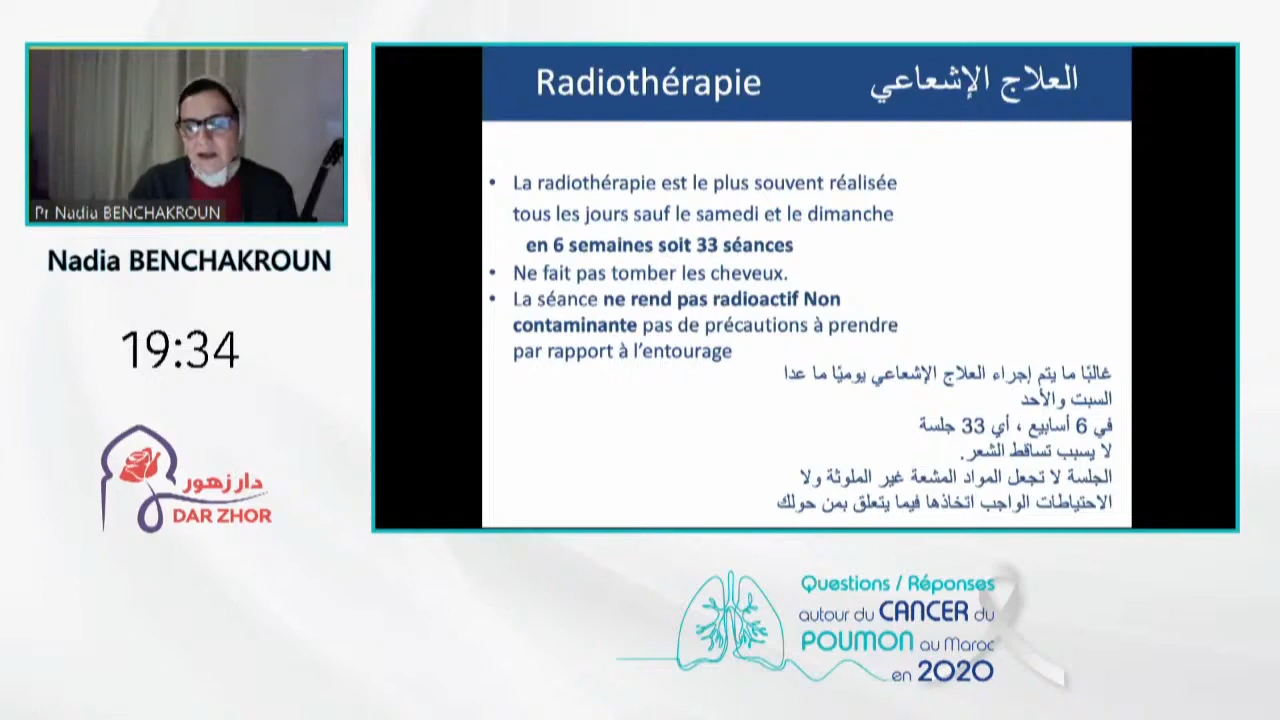 Pr Nadia BENCHAKROUN
Nadia BENCHAKROUN
19:34
دار زهور
DAR ZHOR
Radiothérapie العلاج الإشعاعي
• La radiothérapie est le plus souvent réalisée
tous les jours sauf le samedi et le dimanche
en 6 semaines soit 33 séances
• Ne fait pas tomber les cheveux.
• La séance ne rend pas radioactif Non
contaminante pas de précautions à prendre
par rapport à l’entourage
غالبًا ما يتم إجراء العلاج الإشعاعي يوميًا ما عدا
السبت والأحد
في 6 أسابيع ، أي 33 جلسة
لا يسبب تساقط الشعر.
الجلسة لا تجعل المواد المشعة غير الملوثة ولا
الاحتياطات الواجب اتخاذها فيما يتعلق بمن حولك
Questions / Réponses
autour du CANCER du
POUMON au Maroc
en 2020